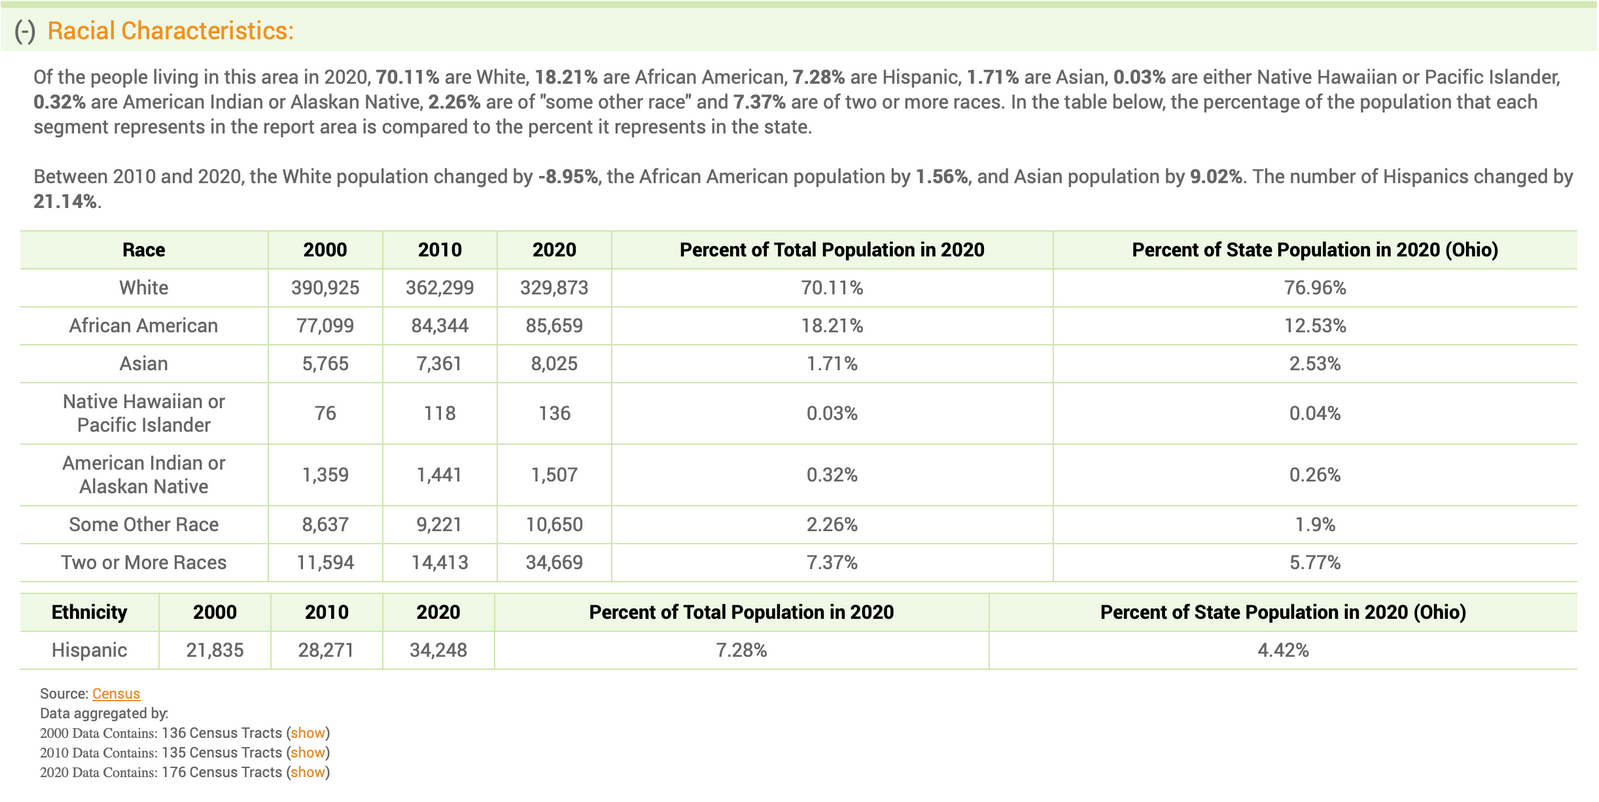 (-) Racial Characteristics:
Of the people living in this area in 2020, 70.11% are White, 18.21% are African American, 7.28% are Hispanic, 1.71% are Asian, 0.03% are either Native Hawaiian or Pacific Islander,
0.32% are American Indian or Alaskan Native, 2.26% are of "some other race" and 7.37% are of two or more races. In the table below, the percentage of the population that each
segment represents in the report area is compared to the percent it represents in the state.
Between 2010 and 2020, the White population changed by -8.95%, the African American population by 1.56%, and Asian population by 9.02%. The number of Hispanics changed by
21.14%.
Race 2000 2010 2020 Percent of Total Population in 2020 Percent of State Population in 2020 (Ohio)
White 390,925 362,299 329,873 70.11% 76.96%
African American 77,099 84,344 85,659 18.21% 12.53%
Asian 5,765 7,361 8,025 1.71% 2.53%
Native Hawaiian or
Pacific Islander 76 118 136 0.03% 0.04%
American Indian or
Alaskan Native 1,359 1,441 1,507 0.32% 0.26%
Some Other Race 8,637 9,221 10,650 2.26% 1.9%
Two or More Races 11,594 14,413 34,669 7.37% 5.77%
Ethnicity 2000 2010 2020 Percent of Total Population in 2020 Percent of State Population in 2020 (Ohio)
Hispanic 21,835 28,271 34,248 7.28% 4.42%
Source: Census
Data aggregated by:
2000 Data Contains: 136 Census Tracts (show)
2010 Data Contains: 135 Census Tracts (show)
2020 Data Contains: 176 Census Tracts (show)